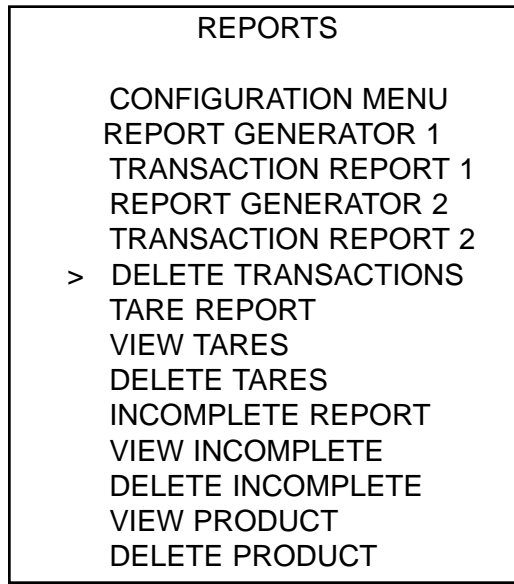 REPORTS
CONFIGURATION MENU
REPORT GENERATOR 1
TRANSACTION REPORT 1
REPORT GENERATOR 2
TRANSACTION REPORT 2
> DELETE TRANSACTIONS
TARE REPORT
VIEW TARES
DELETE TARES
INCOMPLETE REPORT
VIEW INCOMPLETE
DELETE INCOMPLETE
VIEW PRODUCT
DELETE PRODUCT